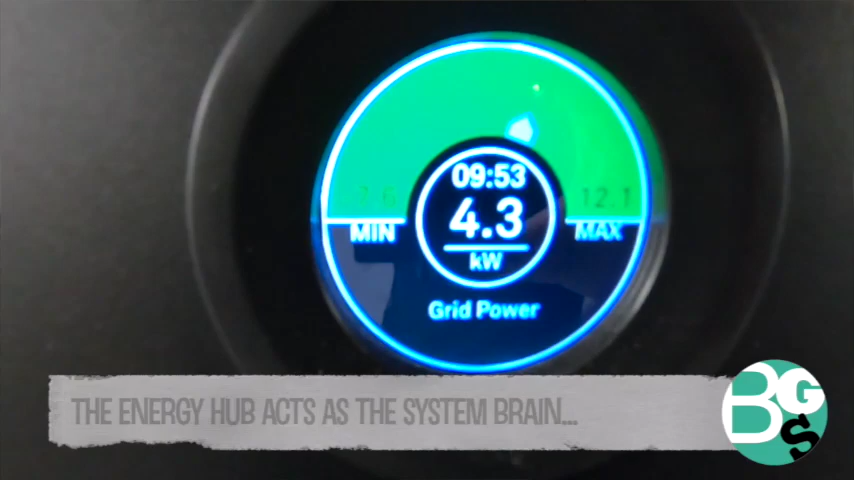 09:53
4.3
kW
12.1
MIN
MAX
Grid Power
THE ENERGY HUB ACTS AS THE SYSTEM BRAIN...
BGS